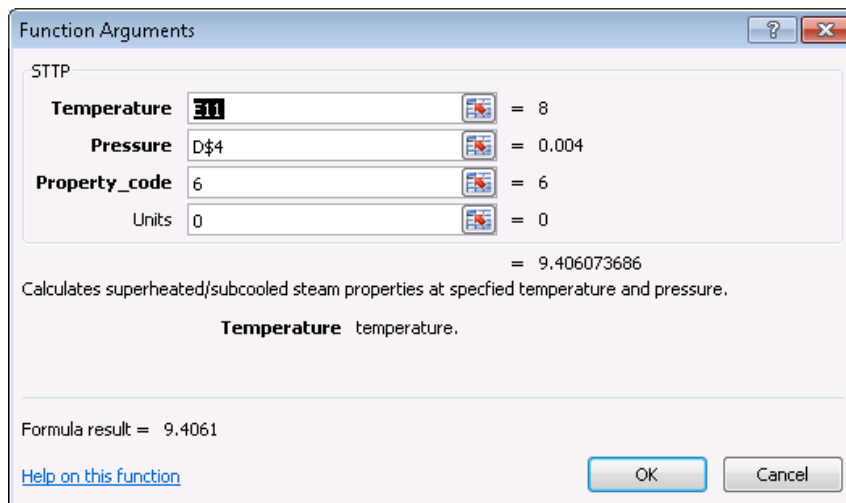 Function Arguments
STTP
Temperature E11 = 8
Pressure D$4 = 0.004
Property_code 6 = 6
Units 0 = 0
= 9.406073686
Calculates superheated/subcooled steam properties at specfied temperature and pressure.
Temperature temperature.
Formula result = 9.4061
Help on this function
OK Cancel